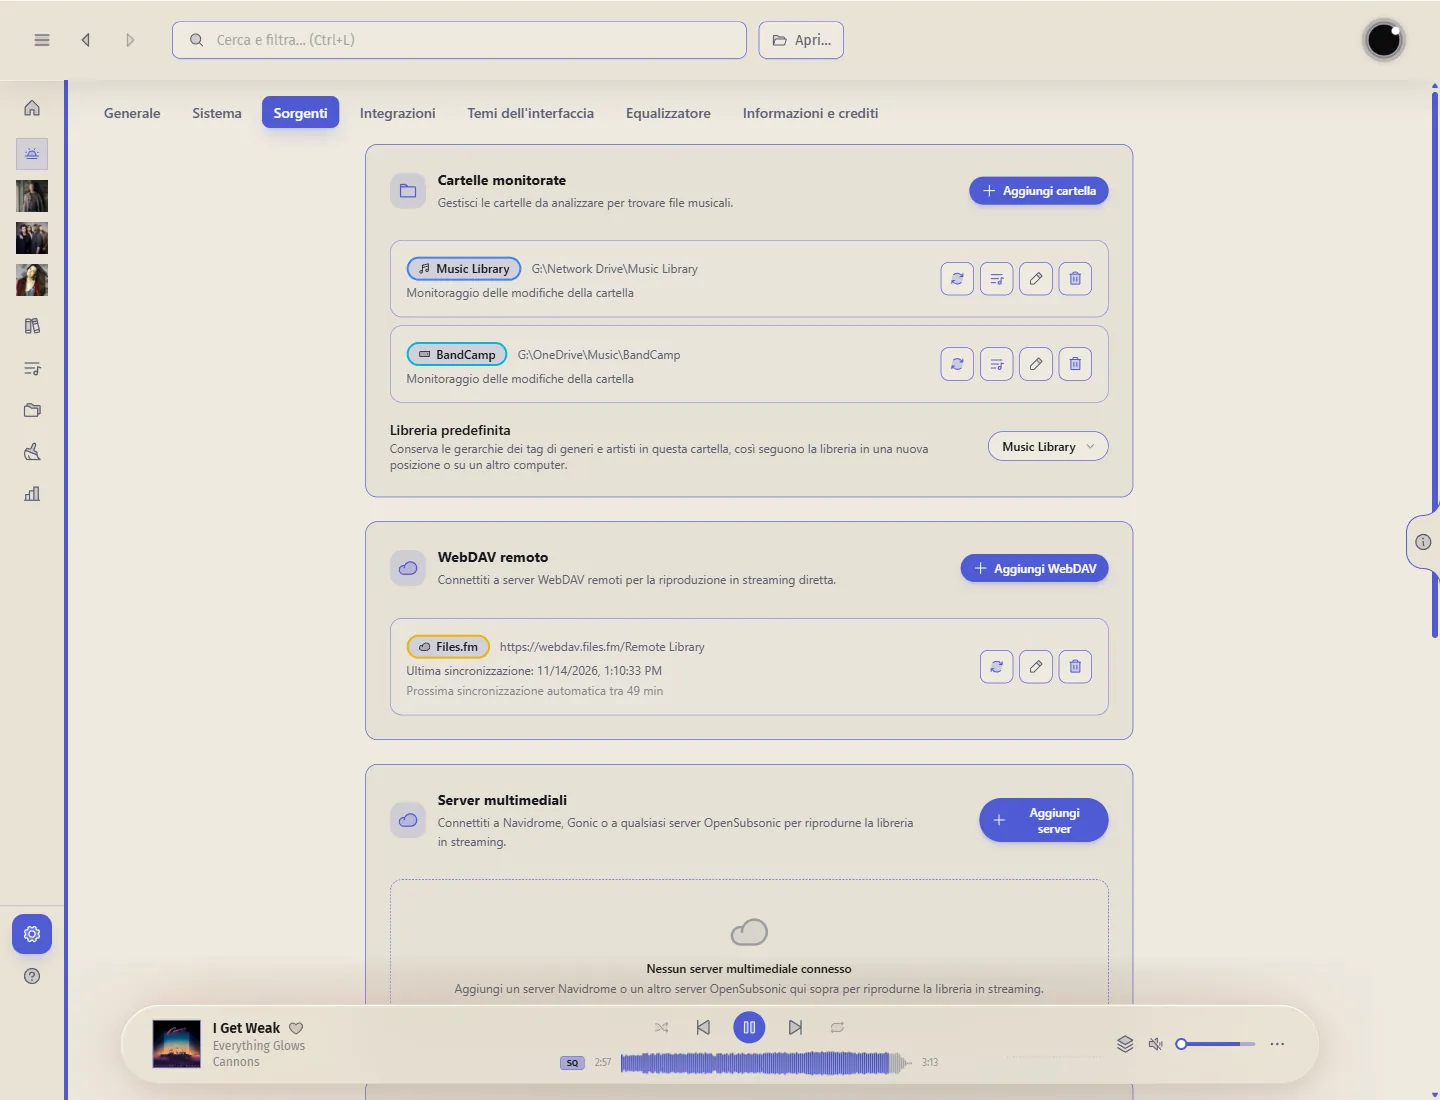 Cerca e filtra... (Ctrl+L)
Apri...
Generale
Sistema
Sorgenti
Integrazioni
Temi dell'interfaccia
Equalizzatore
Informazioni e crediti
Cartelle monitorate
Gestisci le cartelle da analizzare per trovare file musicali.
Aggiungi cartella
Music Library
G:\Network Drive\Music Library
Monitoraggio delle modifiche della cartella
BandCamp
G:\OneDrive\Music\BandCamp
Monitoraggio delle modifiche della cartella
Libreria predefinita
Conserva le gerarchie dei tag di generi e artisti in questa cartella, così seguono la libreria in una nuova
posizione o su un altro computer.
Music Library
WebDAV remoto
Connettiti a server WebDAV remoti per la riproduzione in streaming diretta.
Aggiungi WebDAV
Files.fm
https://webdav.files.fm/Remote Library
Ultima sincronizzazione: 11/14/2026, 1:10:33 PM
Prossima sincronizzazione automatica tra 49 min
Server multimediali
Connettiti a Navidrome, Gonic o a qualsiasi server OpenSubsonic per riprodurne la libreria
in streaming.
Aggiungi
server
Nessun server multimediale connesso
Aggiungi un server Navidrome o un altro server OpenSubsonic qui sopra per riprodurne la libreria in streaming.
I Get Weak
Everything Glows
Cannons
SQ
2:57
3:13